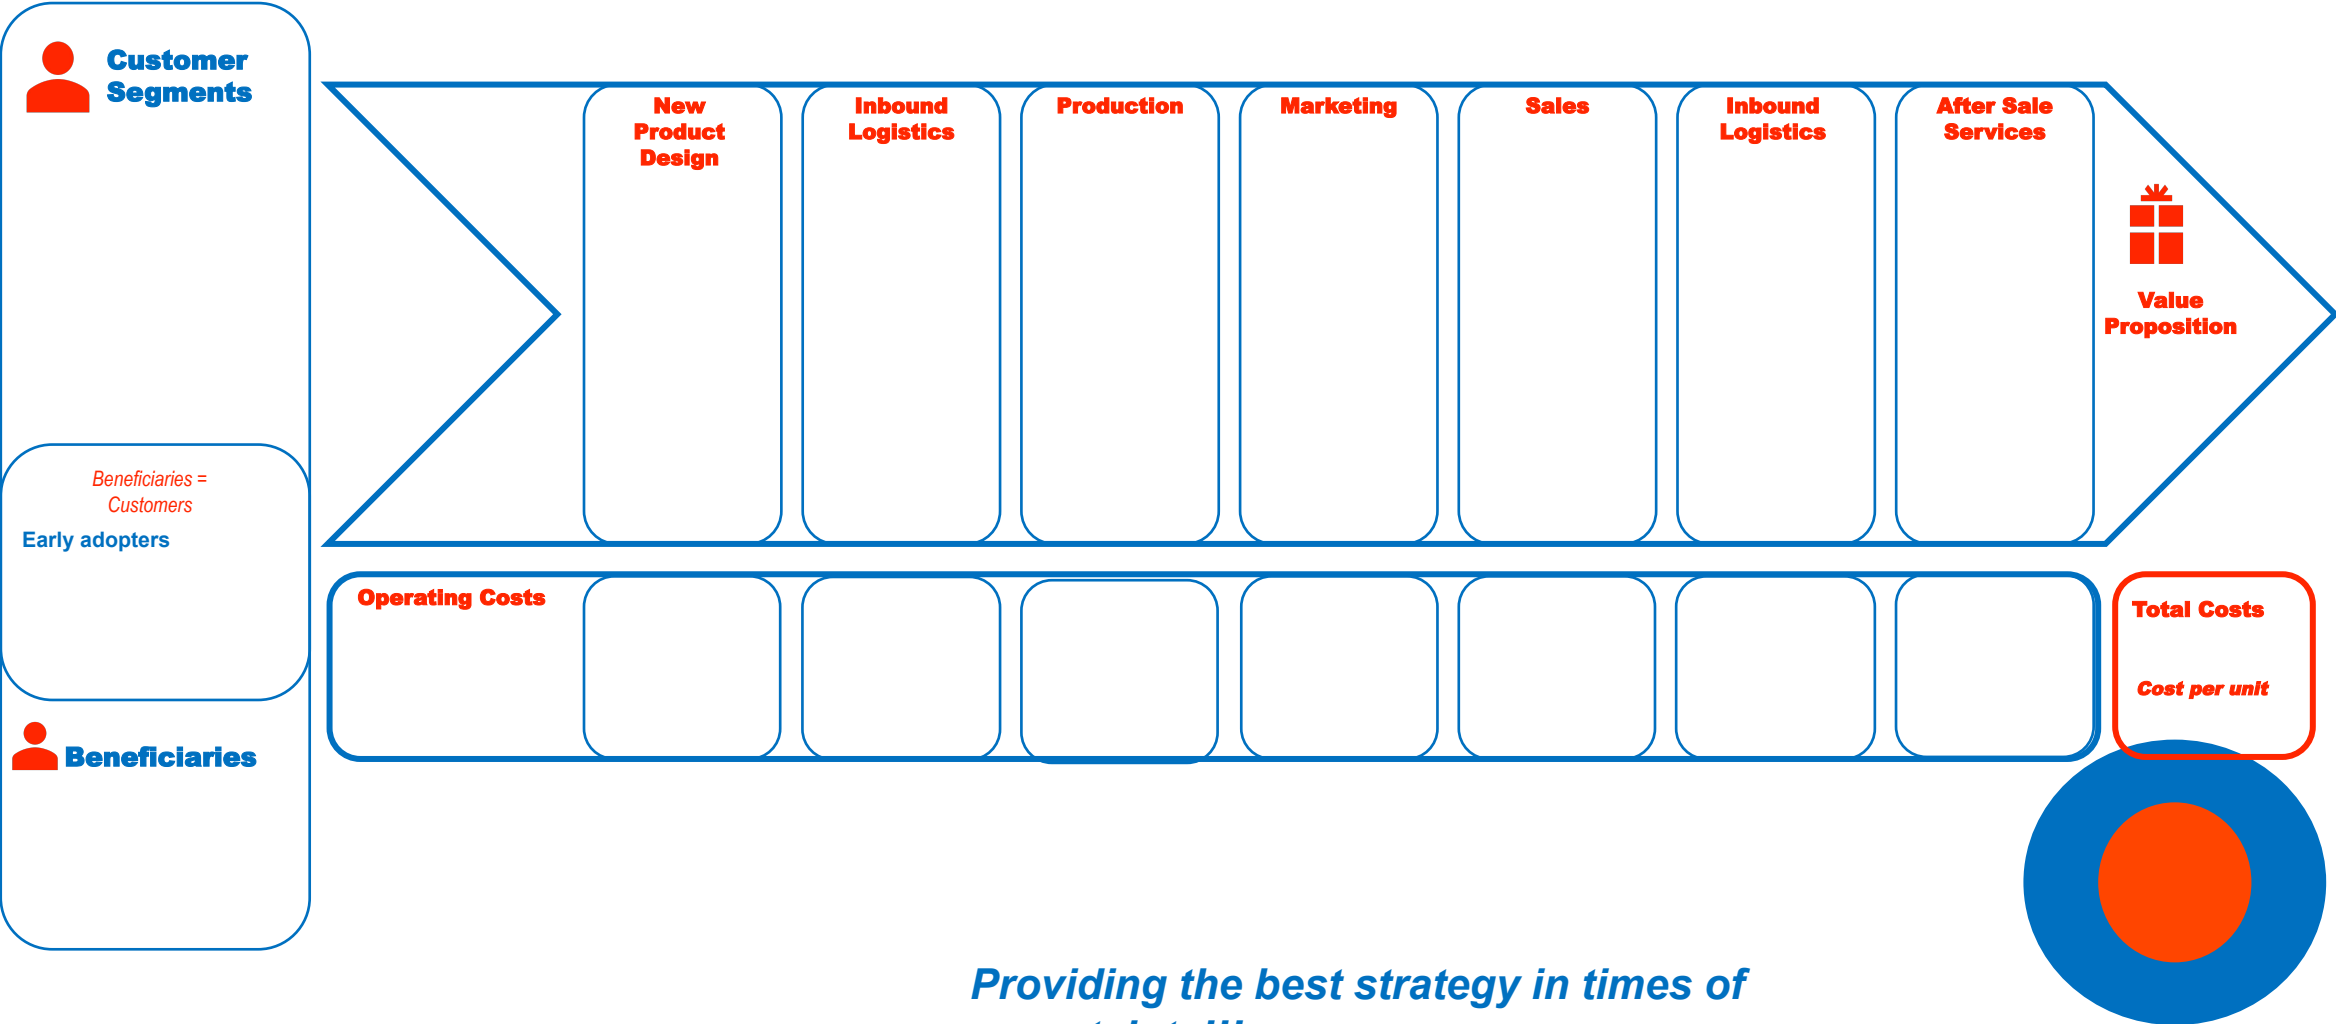 Customer
Segments
New
Product
Design
Inbound
Logistics
Production
Marketing
Sales
Inbound
Logistics
After Sale
Services
Value
Proposition
Beneficiaries =
Customers
Early adopters
Operating Costs
Total Costs
Cost per unit
Beneficiaries
Providing the best strategy in times of